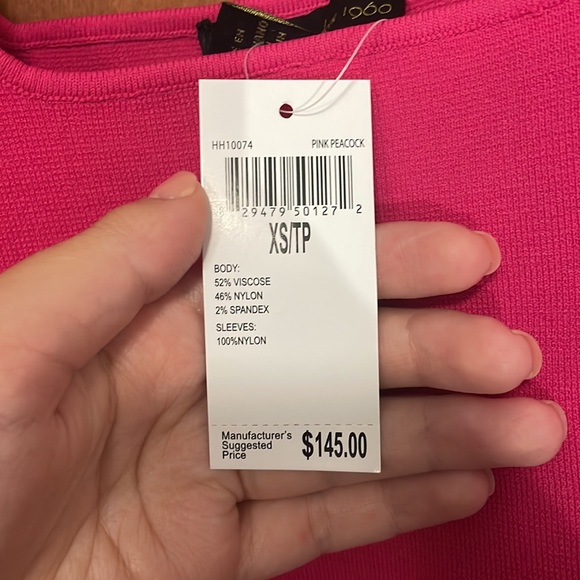 1960
HH10074 PINK PEACOCK
29479 50127 2
XS/TP
BODY:
52% VISCOSE
46% NYLON
2% SPANDEX
SLEEVES:
100%NYLON
Manufacturer's
Suggested
Price
$145.00